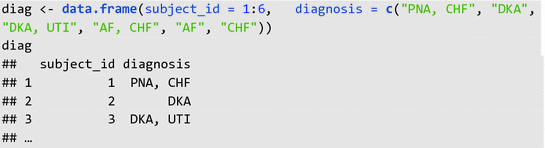 diag <- data.frame(subject_id = 1:6,   diagnosis = c("PNA, CHF", "DKA",
"DKA, UTI", "AF, CHF", "AF", "CHF"))
diag
##   subject_id diagnosis
## 1          1  PNA, CHF
## 2          2       DKA
## 3          3  DKA, UTI
## …